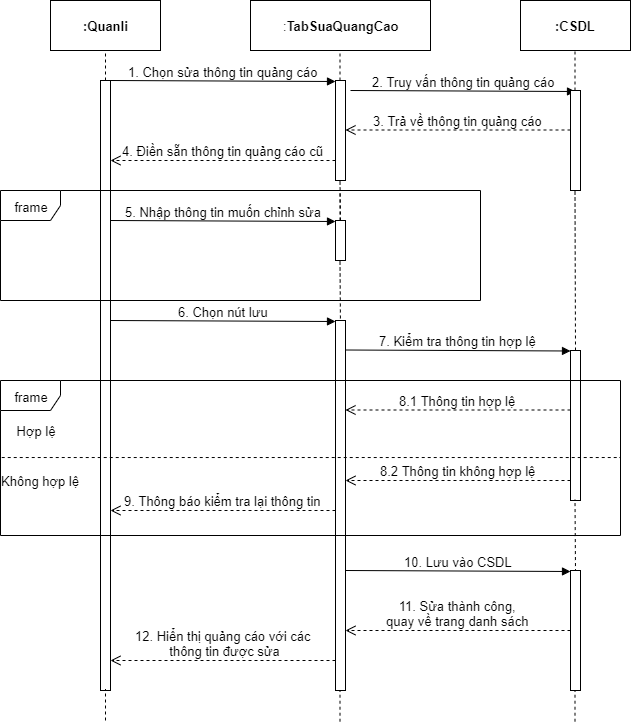 :Quanli
:TabSuaQuangCao
:CSDL
1. Chọn sửa thông tin quảng cáo
2. Truy vấn thông tin quảng cáo
3. Trả về thông tin quảng cáo
4. Điền sẵn thông tin quảng cáo cũ
frame
5. Nhập thông tin muốn chỉnh sửa
6. Chọn nút lưu
7. Kiểm tra thông tin hợp lệ
frame
8.1 Thông tin hợp lệ
Hợp lệ
8.2 Thông tin không hợp lệ
Không hợp lệ
9. Thông báo kiểm tra lại thông tin
10. Lưu vào CSDL
11. Sửa thành công,
quay về trang danh sách
12. Hiển thị quảng cáo với các
thông tin được sửa